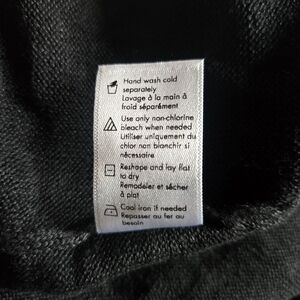 Hand wash cold
separately
Lavage à la main à
froid séparément
Use only non-chlorine
bleach when needed
Utiliser uniquement du
chlor non blanchir si
nécessaire
Reshape and lay flat
to dry
Remodeler et sécher
à plat
Cool iron if needed
Repasser au fer au
besoin